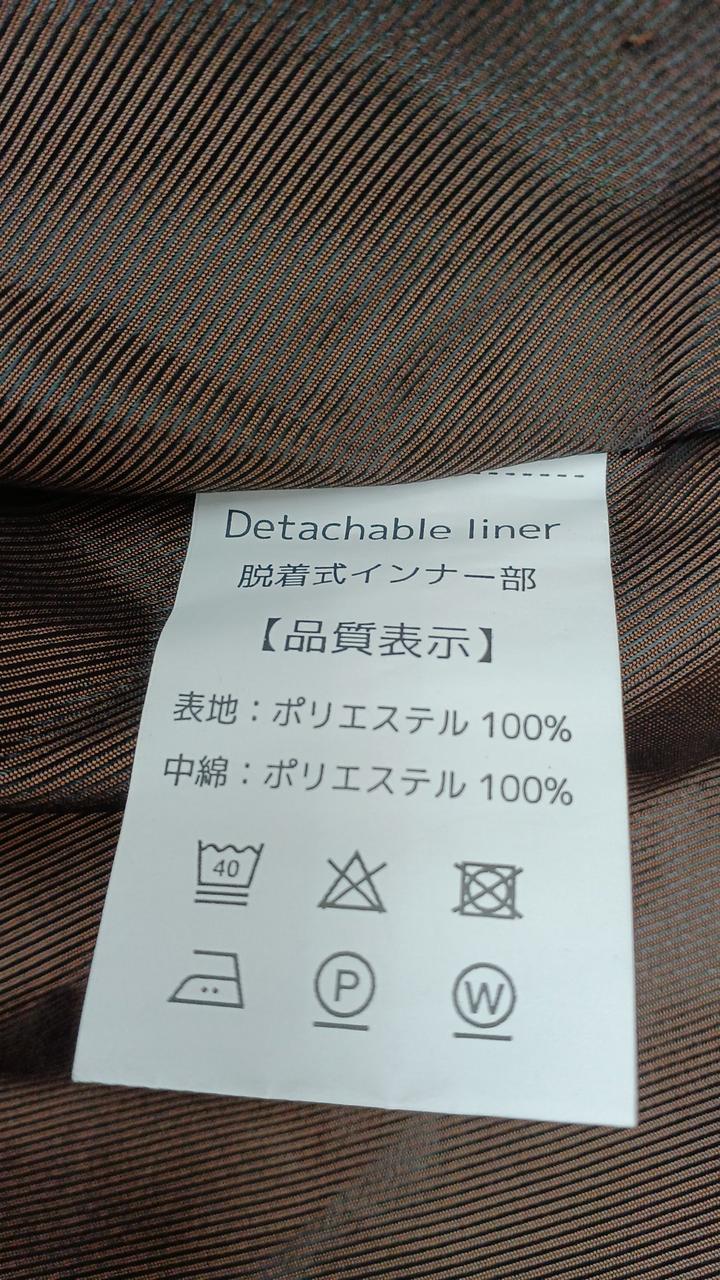 Detachable liner
脱着式インナー部
【品質表示】
表地：ポリエステル 100%
中綿：ポリエステル 100%
40
P
W